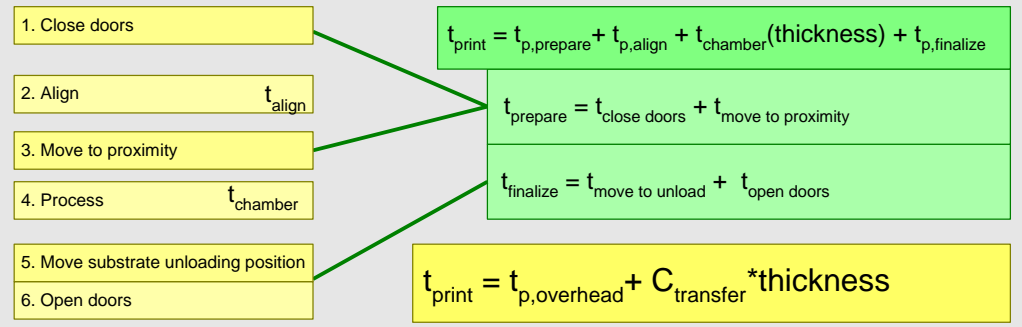 1. Close doors
2. Align t_align
3. Move to proximity
4. Process t_chamber
5. Move substrate unloading position
6. Open doors
t_print = t_p,prepare + t_p,align + t_chamber(thickness) + t_p,finalize
t_prepare = t_close doors + t_move to proximity
t_finalize = t_move to unload + t_open doors
t_print = t_p,overhead + C_transfer*thickness